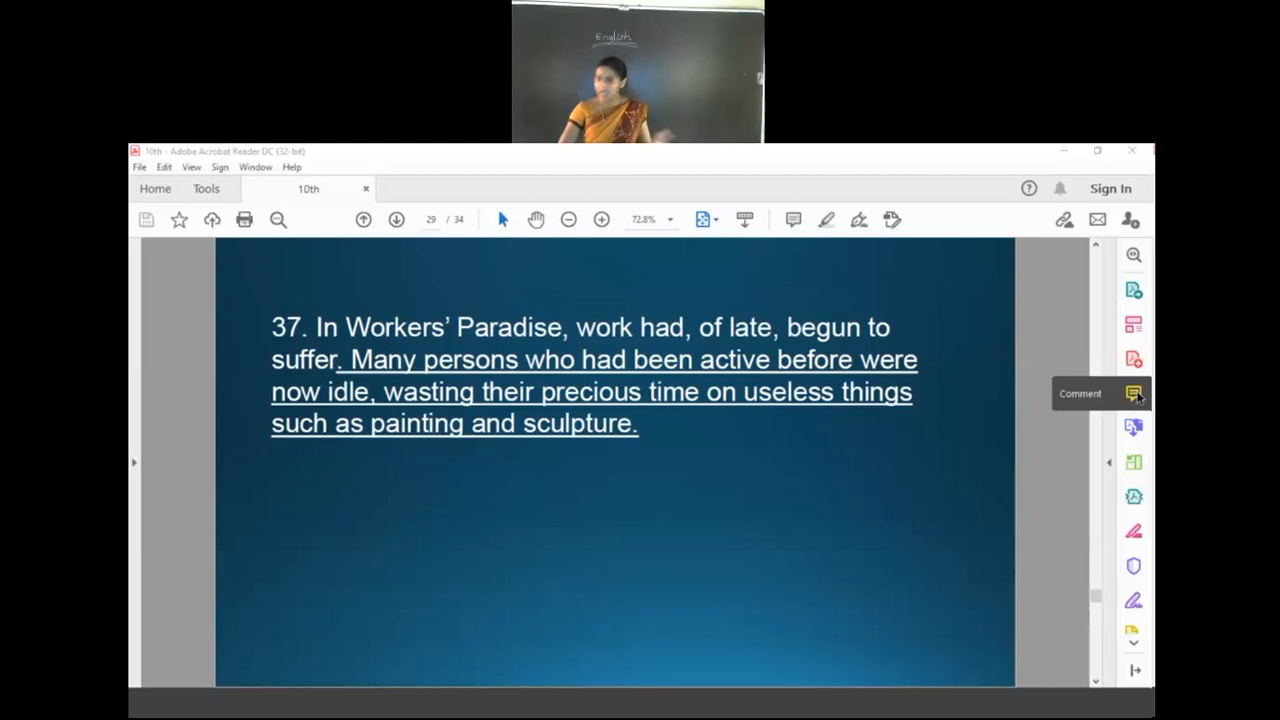 English
10th - Adobe Acrobat Reader DC (32-bit)
File Edit View Sign Window Help
Home Tools 10th × Sign In
29 / 34 72.8%
37. In Workers’ Paradise, work had, of late, begun to
suffer. Many persons who had been active before were
now idle, wasting their precious time on useless things
such as painting and sculpture.
Comment